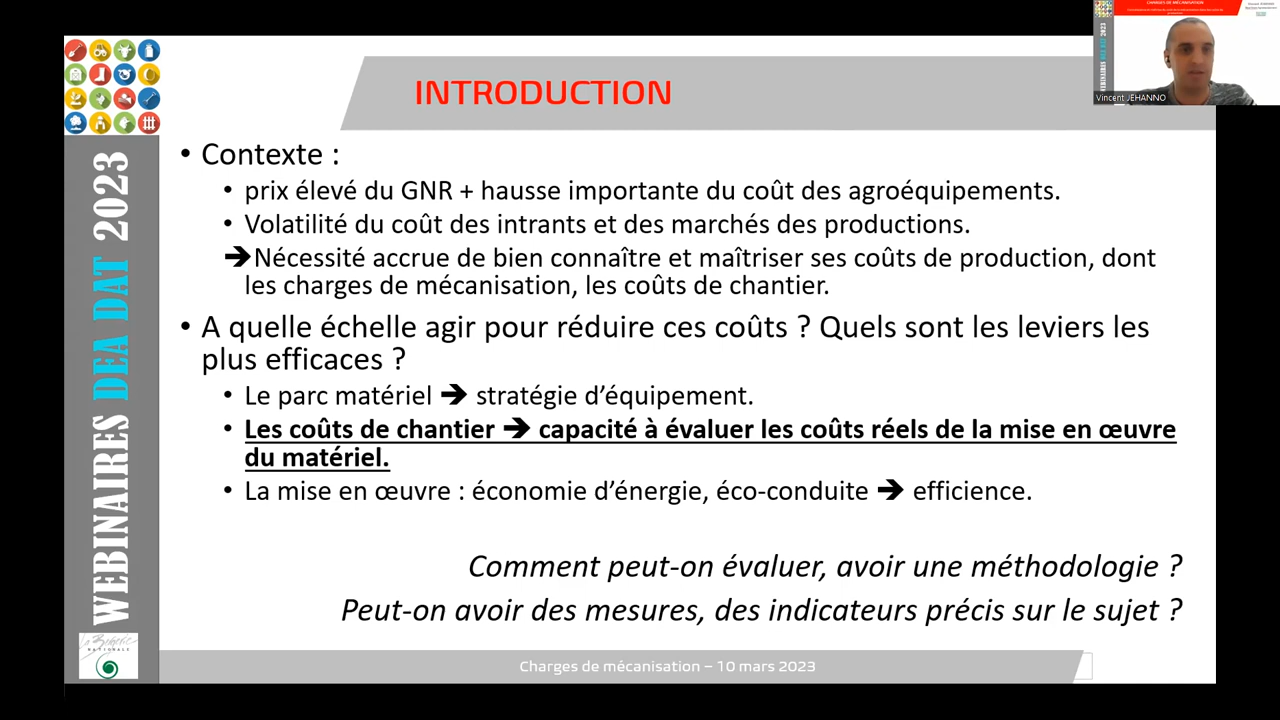 CHARGES DE MÉCANISATION
Vincent JEHANNO
INTRODUCTION
WEBINAIRES DEA DAT 2023
• Contexte :
• prix élevé du GNR + hausse importante du coût des agroéquipements.
• Volatilité du coût des intrants et des marchés des productions.
➔Nécessité accrue de bien connaître et maîtriser ses coûts de production, dont
les charges de mécanisation, les coûts de chantier.
• A quelle échelle agir pour réduire ces coûts ? Quels sont les leviers les
plus efficaces ?
• Le parc matériel ➔ stratégie d’équipement.
• Les coûts de chantier ➔ capacité à évaluer les coûts réels de la mise en œuvre
du matériel.
• La mise en œuvre : économie d’énergie, éco-conduite ➔ efficience.
Comment peut-on évaluer, avoir une méthodologie ?
Peut-on avoir des mesures, des indicateurs précis sur le sujet ?
La Bergerie
NATIONALE
Charges de mécanisation – 10 mars 2023